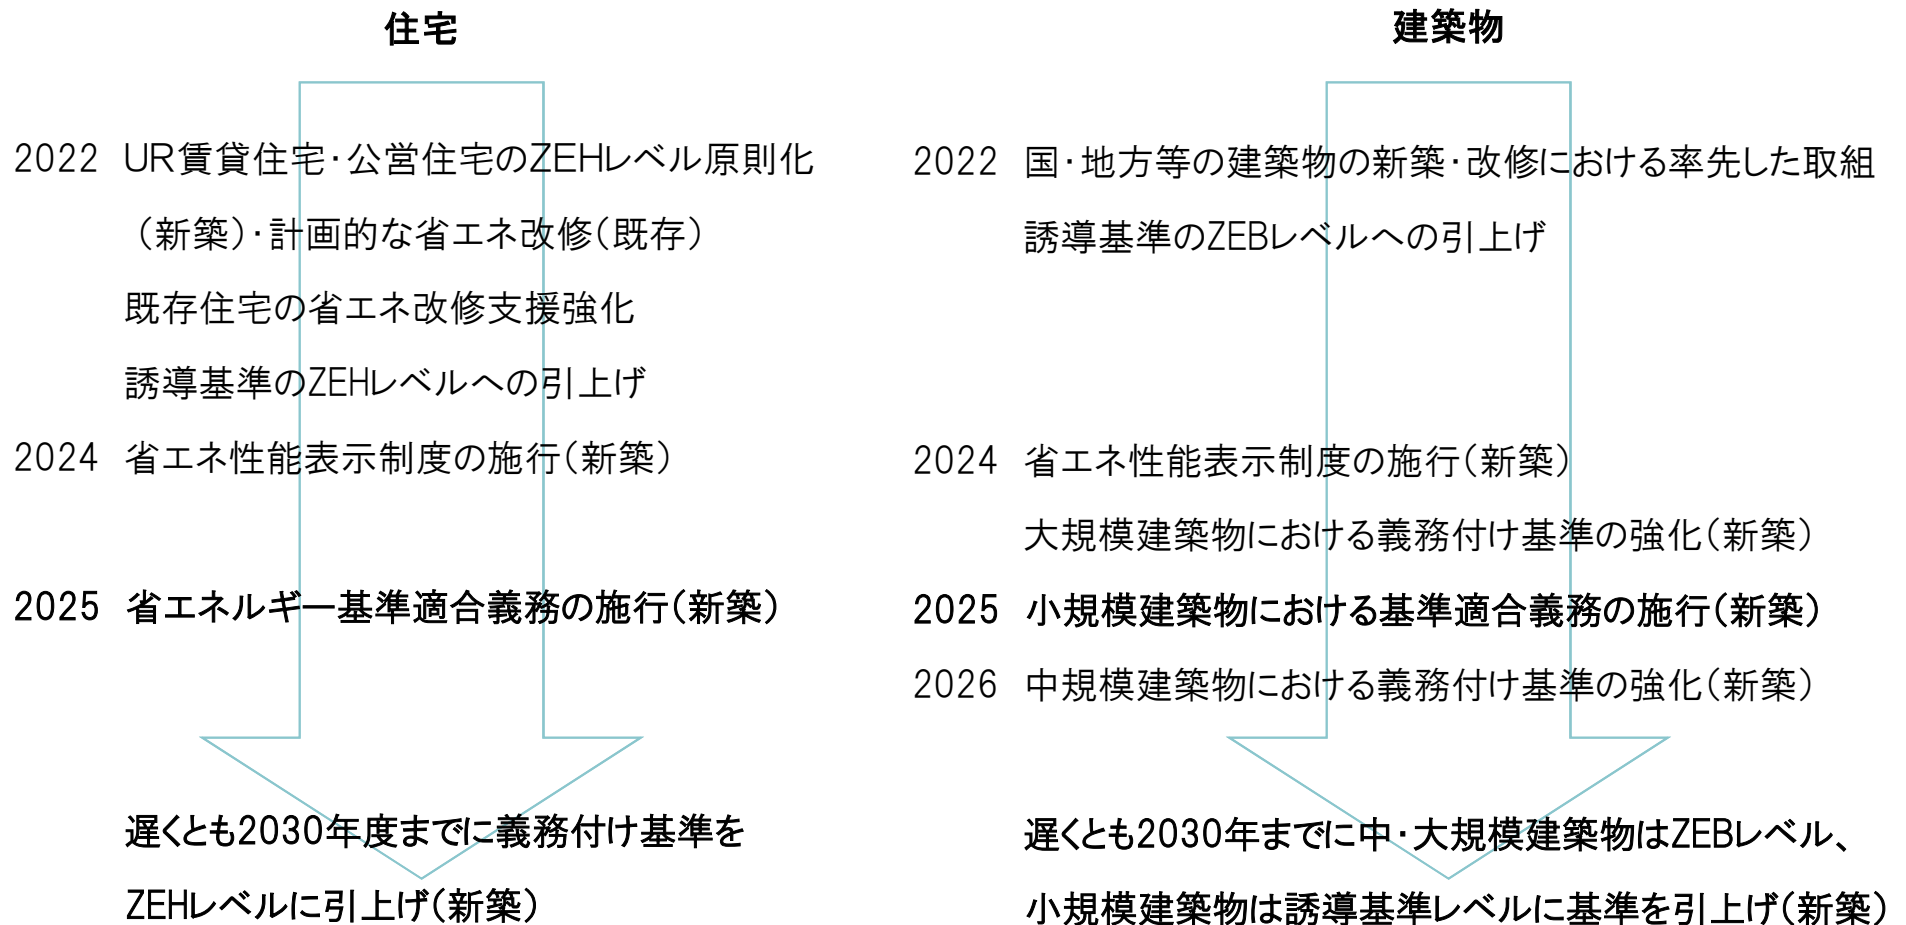 住宅
2022 UR賃貸住宅・公営住宅のZEHレベル原則化
（新築）・計画的な省エネ改修（既存）
既存住宅の省エネ改修支援強化
誘導基準のZEHレベルへの引上げ
2024 省エネ性能表示制度の施行（新築）
2025 省エネルギー基準適合義務の施行（新築）
遅くとも2030年度までに義務付け基準を
ZEHレベルに引上げ（新築）
建築物
2022 国・地方等の建築物の新築・改修における率先した取組
誘導基準のZEBレベルへの引上げ
2024 省エネ性能表示制度の施行（新築）
大規模建築物における義務付け基準の強化（新築）
2025 小規模建築物における基準適合義務の施行（新築）
2026 中規模建築物における義務付け基準の強化（新築）
遅くとも2030年までに中・大規模建築物はZEBレベル、
小規模建築物は誘導基準レベルに基準を引上げ（新築）